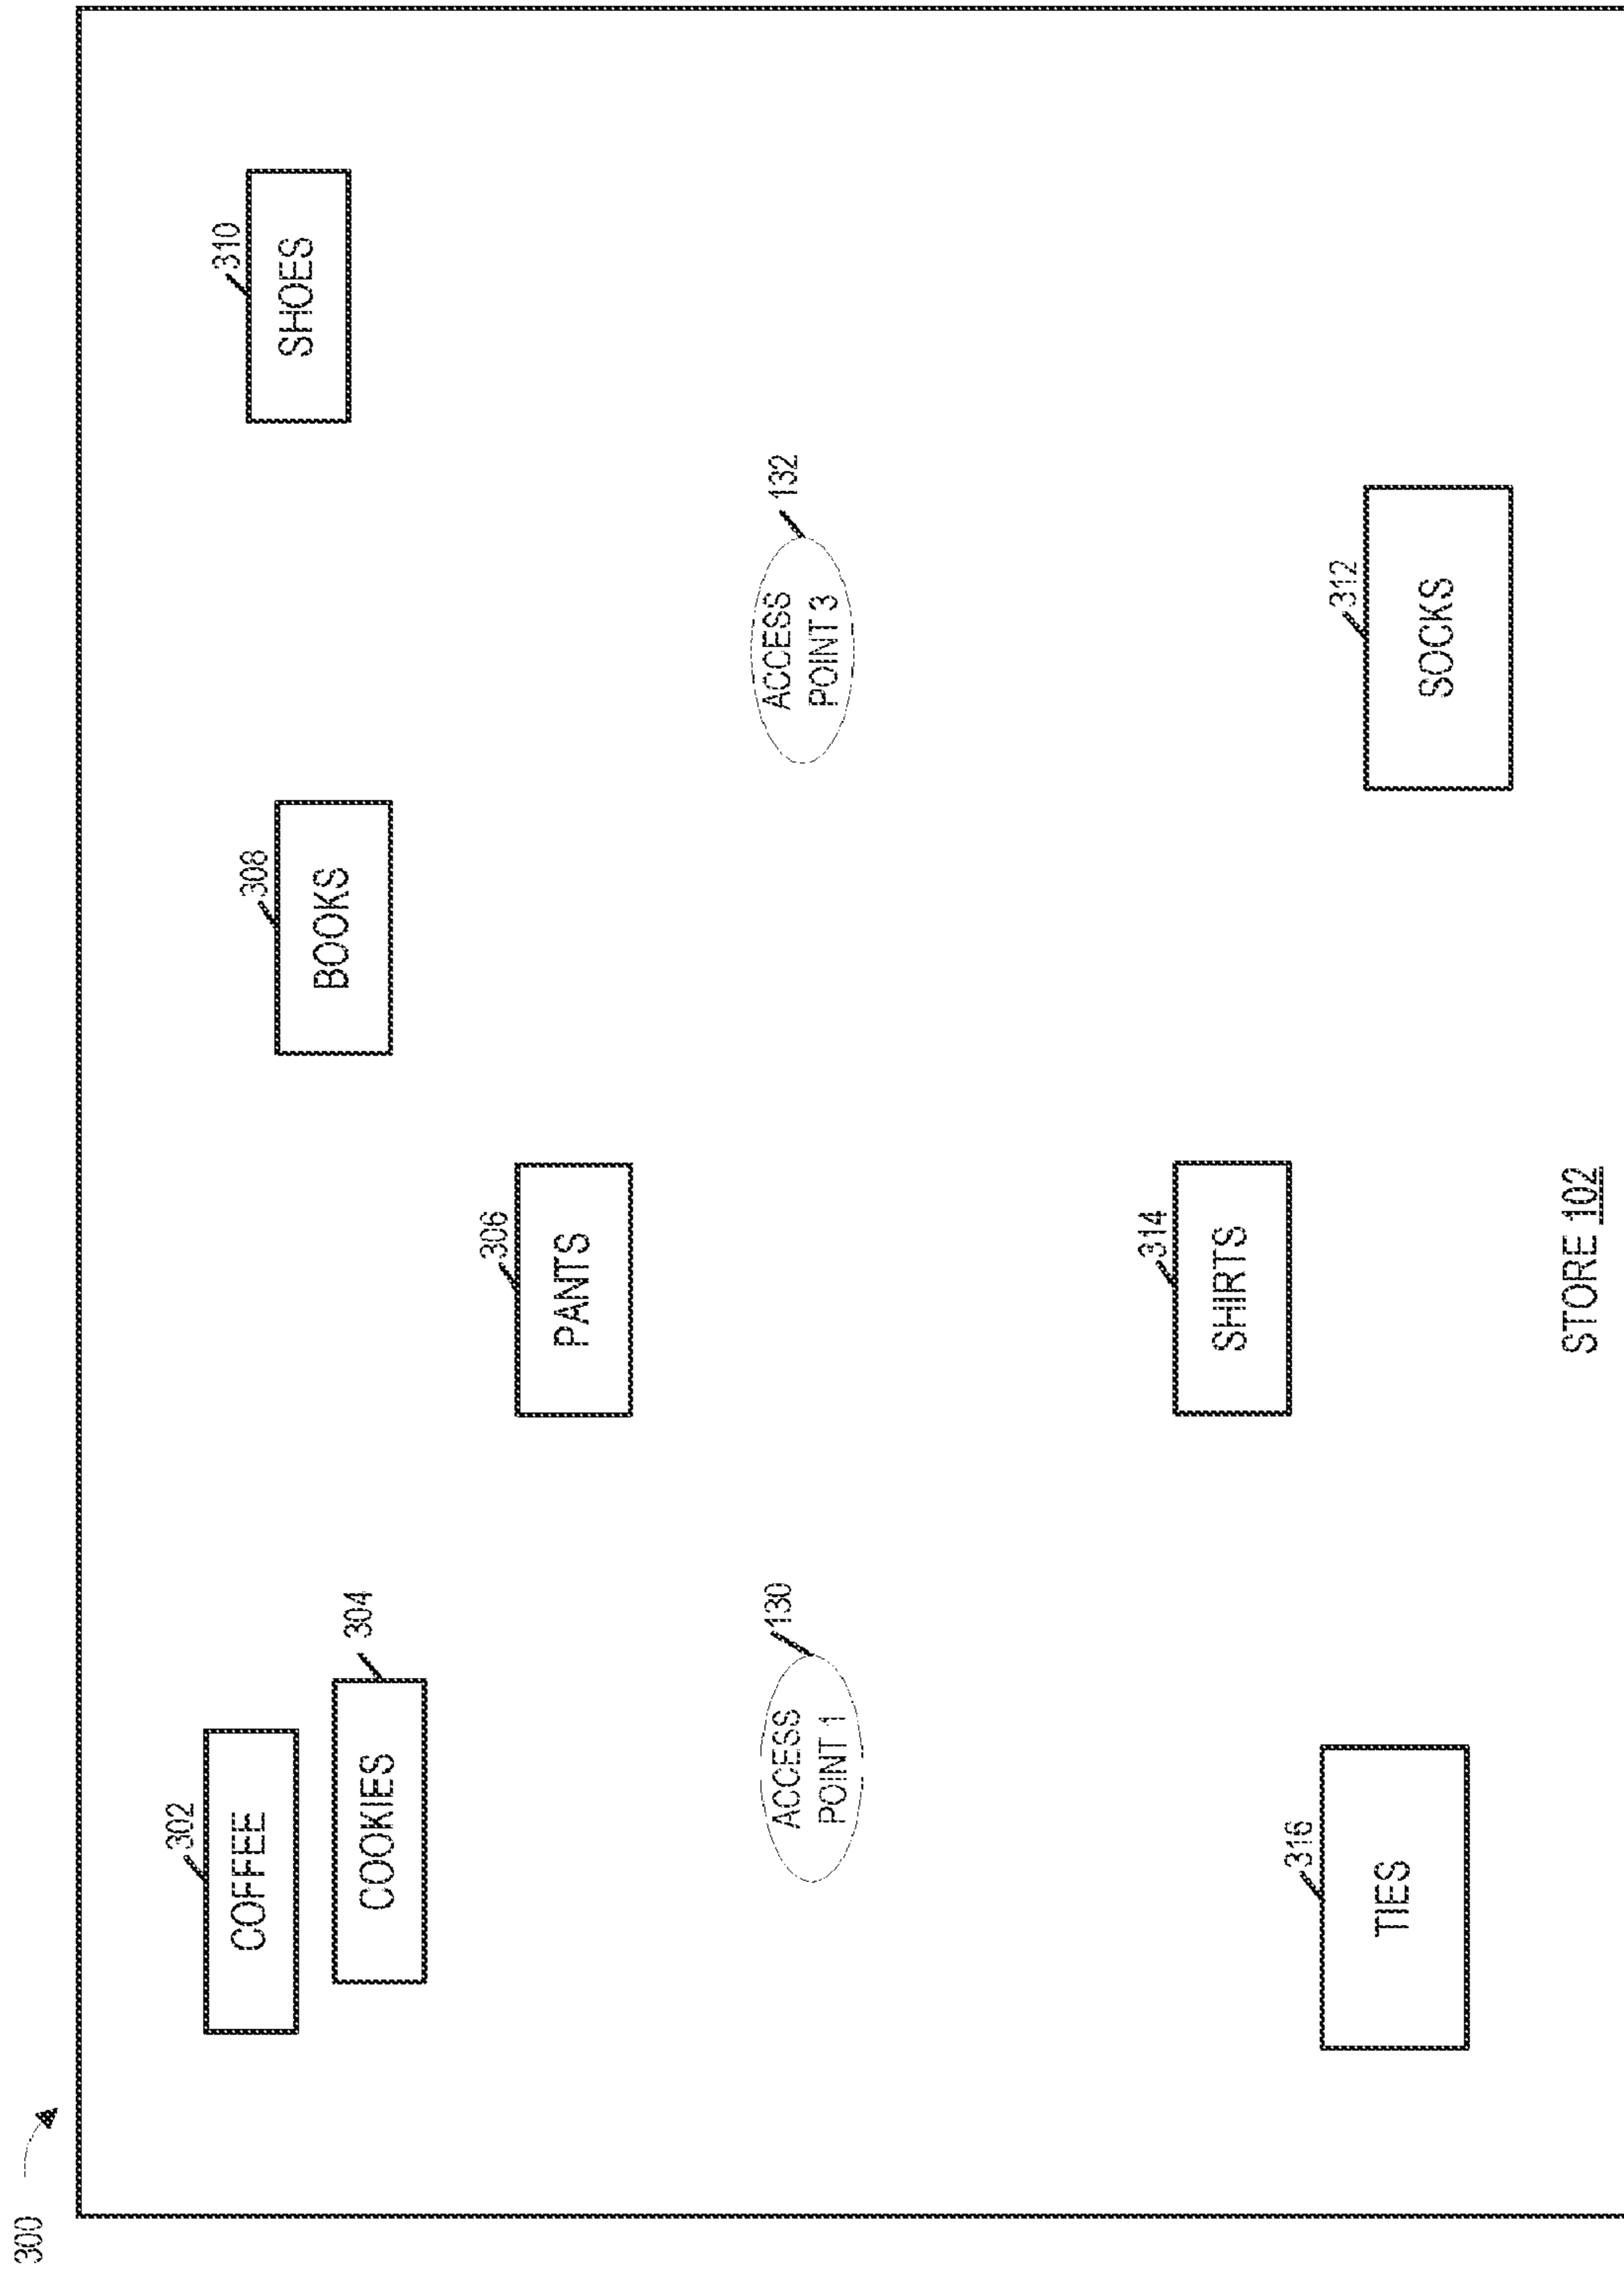 300
302
COFFEE
304
COOKIES
306
PANTS
308
BOOKS
310
SHOES
130
ACCESS
POINT 1
132
ACCESS
POINT 3
316
TIES
314
SHIRTS
312
SOCKS
STORE 102